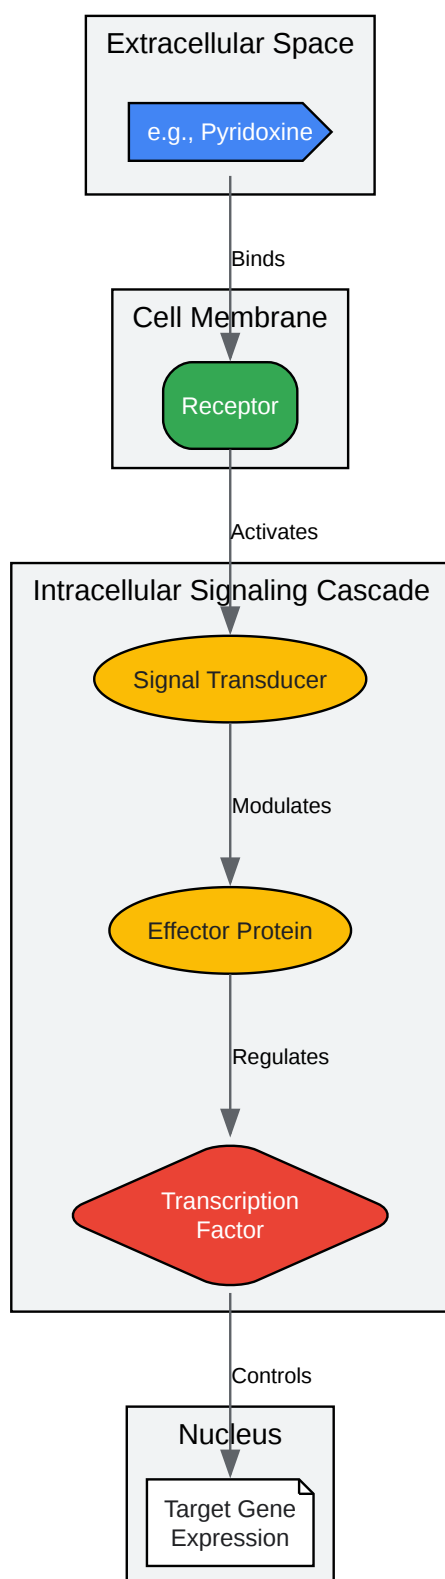 Extracellular Space
e.g., Pyridoxine
Binds
Cell Membrane
Receptor
Activates
Intracellular Signaling Cascade
Signal Transducer
Modulates
Effector Protein
Regulates
Transcription
Factor
Controls
Nucleus
Target Gene
Expression